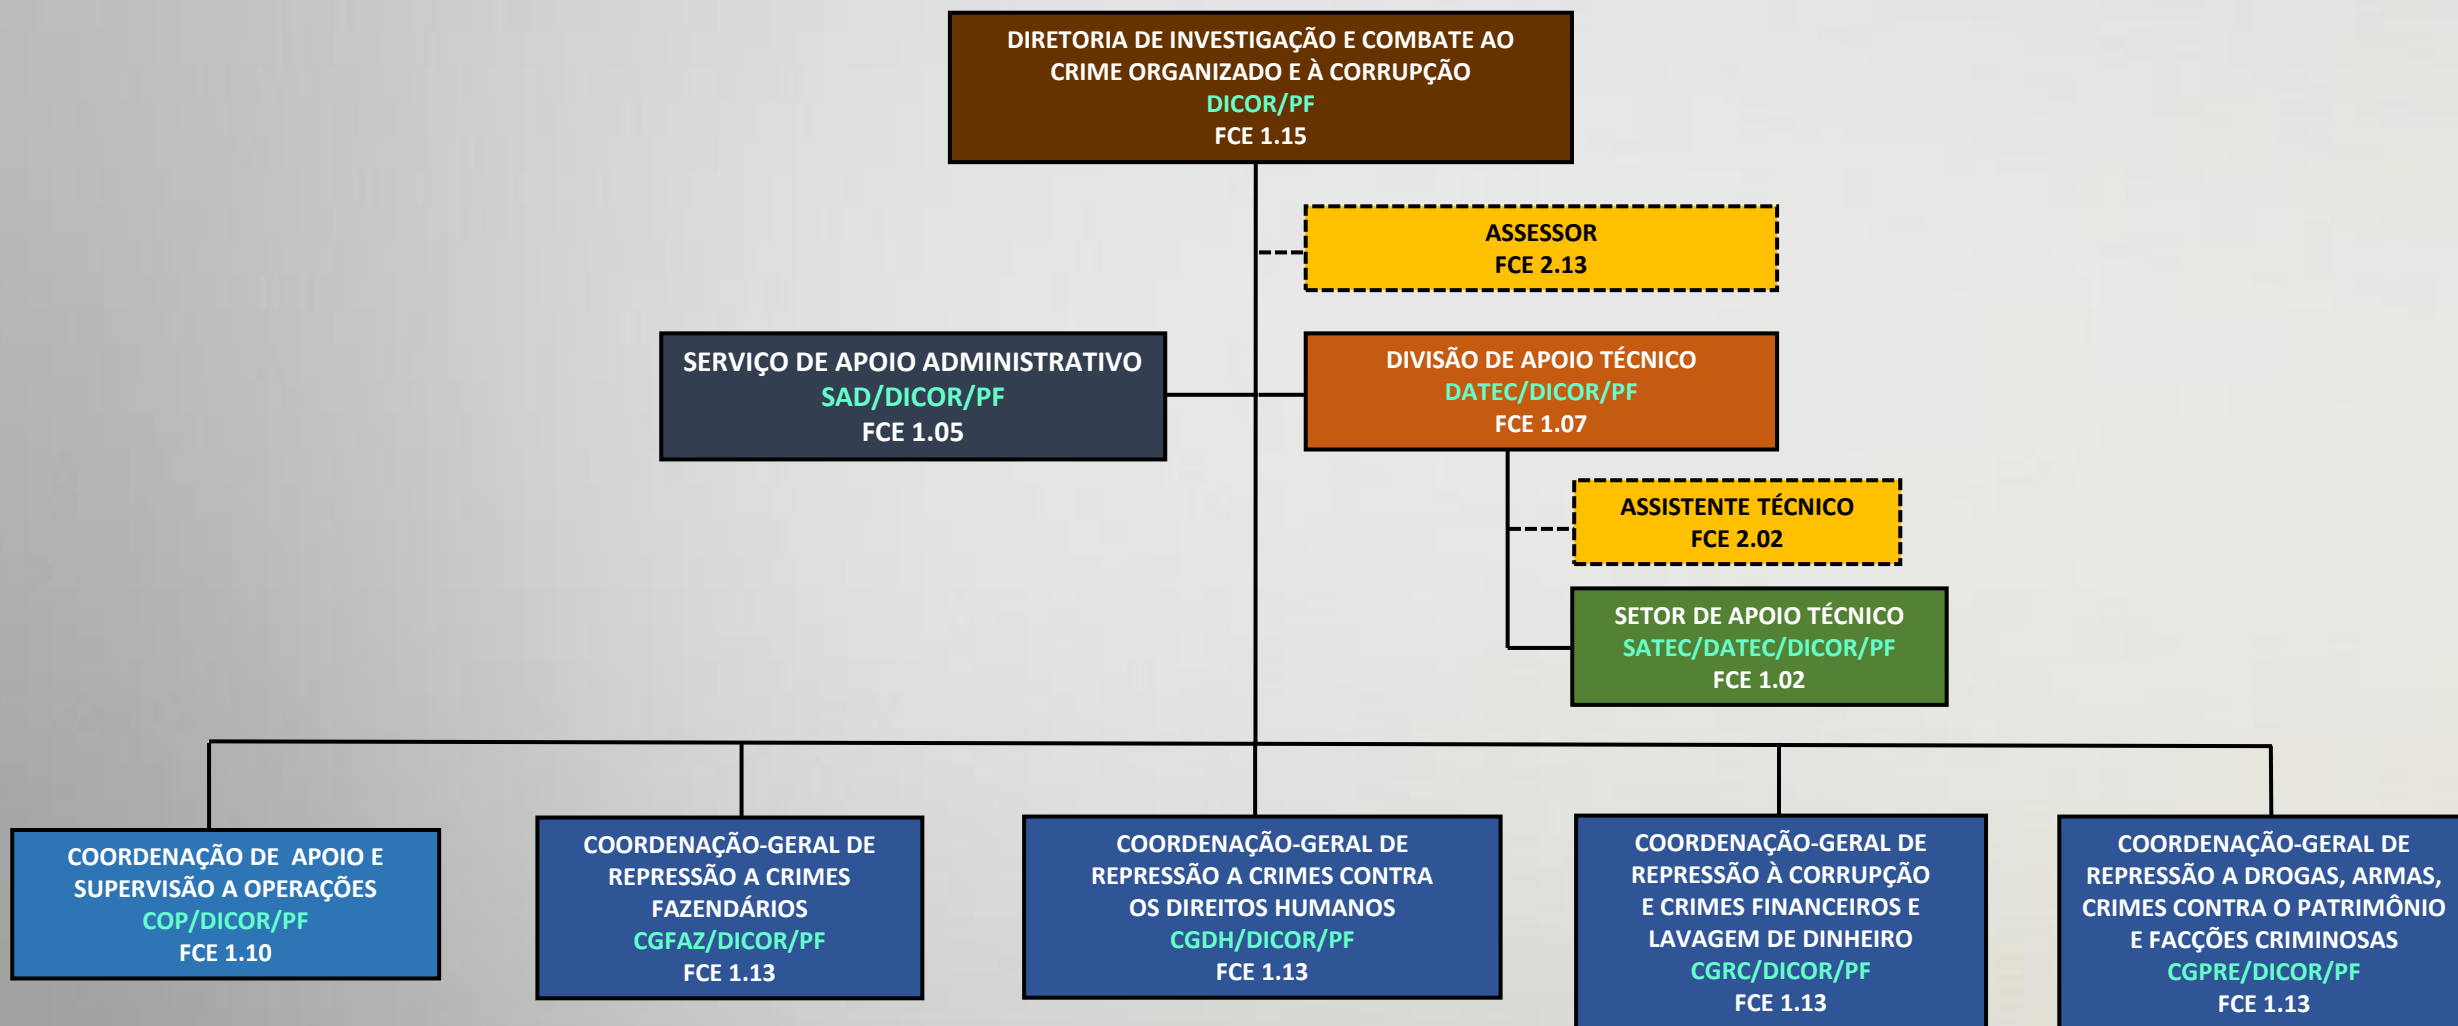 DIRETORIA DE INVESTIGAÇÃO E COMBATE AO
CRIME ORGANIZADO E À CORRUPÇÃO
DICOR/PF
FCE 1.15
ASSESSOR
FCE 2.13
SERVIÇO DE APOIO ADMINISTRATIVO
SAD/DICOR/PF
FCE 1.05
DIVISÃO DE APOIO TÉCNICO
DATEC/DICOR/PF
FCE 1.07
ASSISTENTE TÉCNICO
FCE 2.02
SETOR DE APOIO TÉCNICO
SATEC/DATEC/DICOR/PF
FCE 1.02
COORDENAÇÃO DE APOIO E
SUPERVISÃO A OPERAÇÕES
COP/DICOR/PF
FCE 1.10
COORDENAÇÃO-GERAL DE
REPRESSÃO A CRIMES
FAZENDÁRIOS
CGFAZ/DICOR/PF
FCE 1.13
COORDENAÇÃO-GERAL DE
REPRESSÃO A CRIMES CONTRA
OS DIREITOS HUMANOS
CGDH/DICOR/PF
FCE 1.13
COORDENAÇÃO-GERAL DE
REPRESSÃO À CORRUPÇÃO
E CRIMES FINANCEIROS E
LAVAGEM DE DINHEIRO
CGRC/DICOR/PF
FCE 1.13
COORDENAÇÃO-GERAL DE
REPRESSÃO A DROGAS, ARMAS,
CRIMES CONTRA O PATRIMÔNIO
E FACÇÕES CRIMINOSAS
CGPRE/DICOR/PF
FCE 1.13